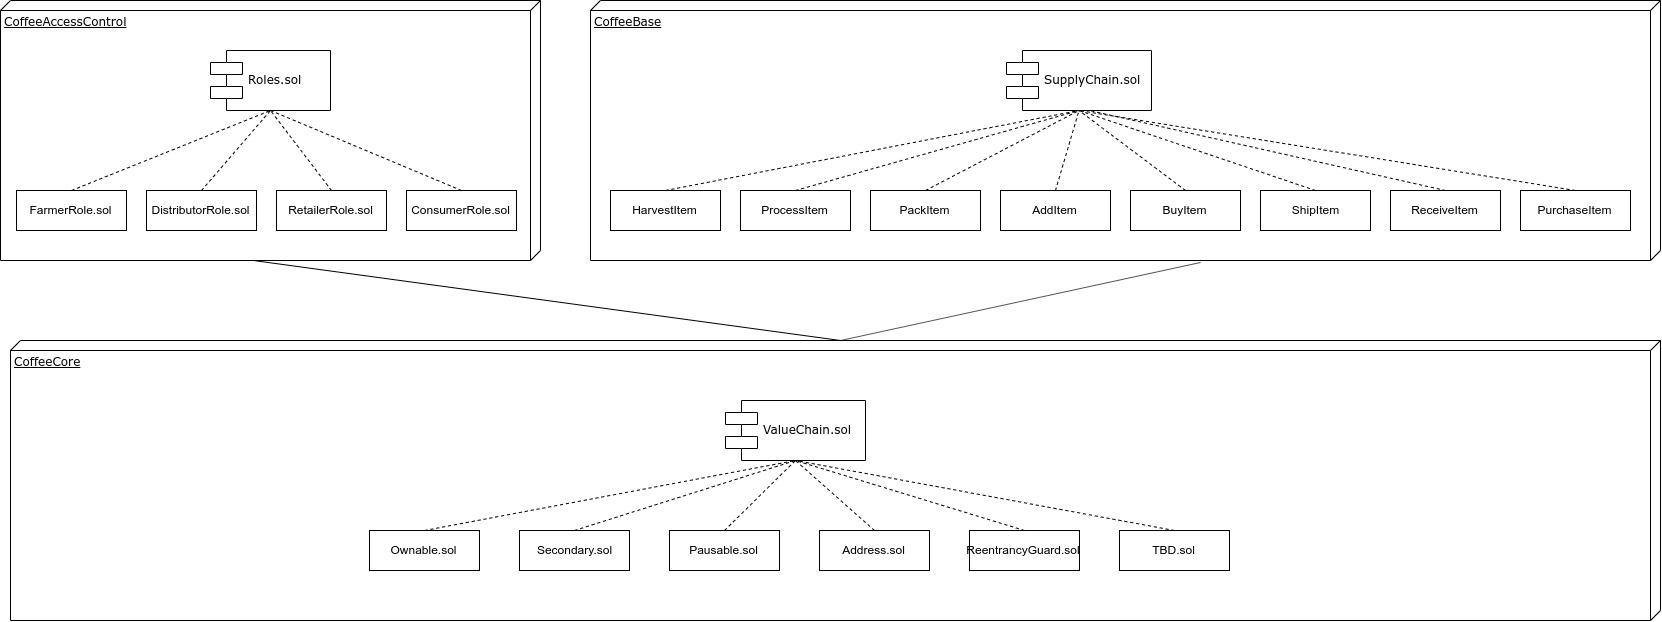 CoffeeAccessControl
Roles.sol
FarmerRole.sol
DistributorRole.sol
RetailerRole.sol
ConsumerRole.sol
CoffeeBase
SupplyChain.sol
HarvestItem
ProcessItem
PackItem
AddItem
BuyItem
ShipItem
ReceiveItem
PurchaseItem
CoffeeCore
ValueChain.sol
Ownable.sol
Secondary.sol
Pausable.sol
Address.sol
ReentrancyGuard.sol
TBD.sol